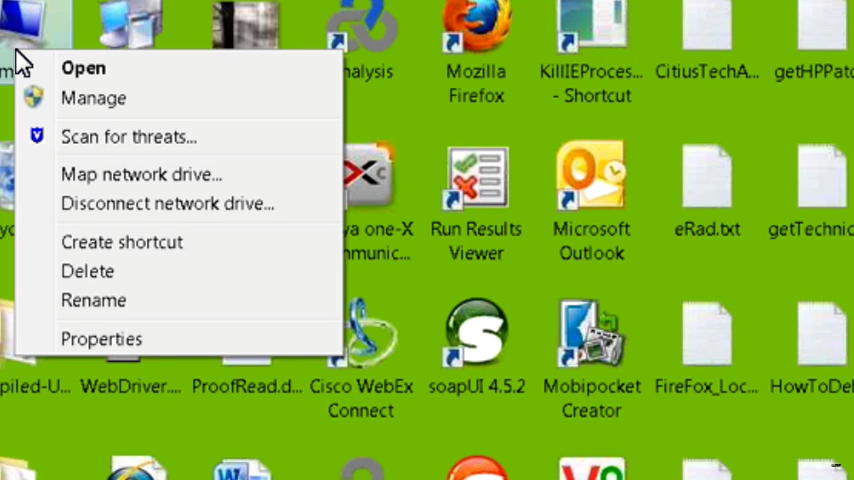 Open
Manage
Scan for threats...
Map network drive...
Disconnect network drive...
Create shortcut
Delete
Rename
Properties
nalysis
Mozilla
Firefox
KillIEProces...
- Shortcut
CitiusTechA...
getHPPatc
ya one-X
mmunic...
Run Results
Viewer
Microsoft
Outlook
eRad.txt
getTechnic
piled-U...
WebDriver....
ProofRead.d...
Cisco WebEx
Connect
soapUI 4.5.2
Mobipocket
Creator
FireFox_Loc...
HowToDel